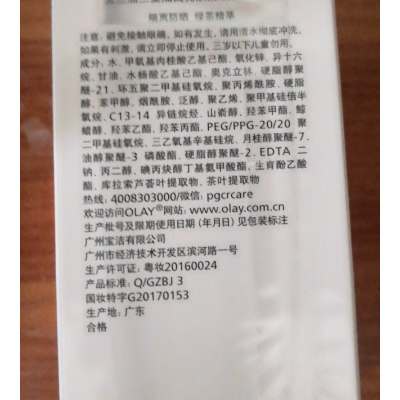 隔离防晒 绿茶精萃
注意. 避免接触眼睛, 如有发生, 请用清水彻底冲洗。
如果有刺激, 请立即停止使用。三岁以下儿童勿用。
成分、水、甲氧基肉桂酸乙基己酯、氧化锌、异十六
烷、甘油、水杨酸乙基己酯、奥克立林、硬脂醇
聚醚-21、环五聚二甲基硅氧烷、聚丙烯酰胺、硬脂
醇、苯甲醇、烟酰胺、泛醇、聚乙烯、聚甲基硅倍半
氧烷、C13-14 异链烷烃、山嵛醇、羟苯甲酯、鲸
蜡醇、羟苯乙酯、羟苯丙酯、PEG/PPG-20/20 聚
二甲基硅氧烷、三乙氧基辛基硅烷、月桂醇聚醚-7、
油醇聚醚-3 磷酸酯、硬脂醇聚醚-2、EDTA 二
钠、丙二醇、碘丙炔醇丁基氨甲酸酯、生育酚乙酸
酯、库拉索芦荟叶提取物、茶叶提取物
热线: 4008303000/网址: pgcrcare
欢迎访问OLAY®网站: www.olay.com.cn
生产批号及限期使用日期 (年月日) 见包装标注
广州宝洁有限公司
广州市经济技术开发区滨河路一号
生产许可证: 粤妆20160024
产品标准: Q/GZBJ 3
国妆特字G20170153
生产地: 广东
合格